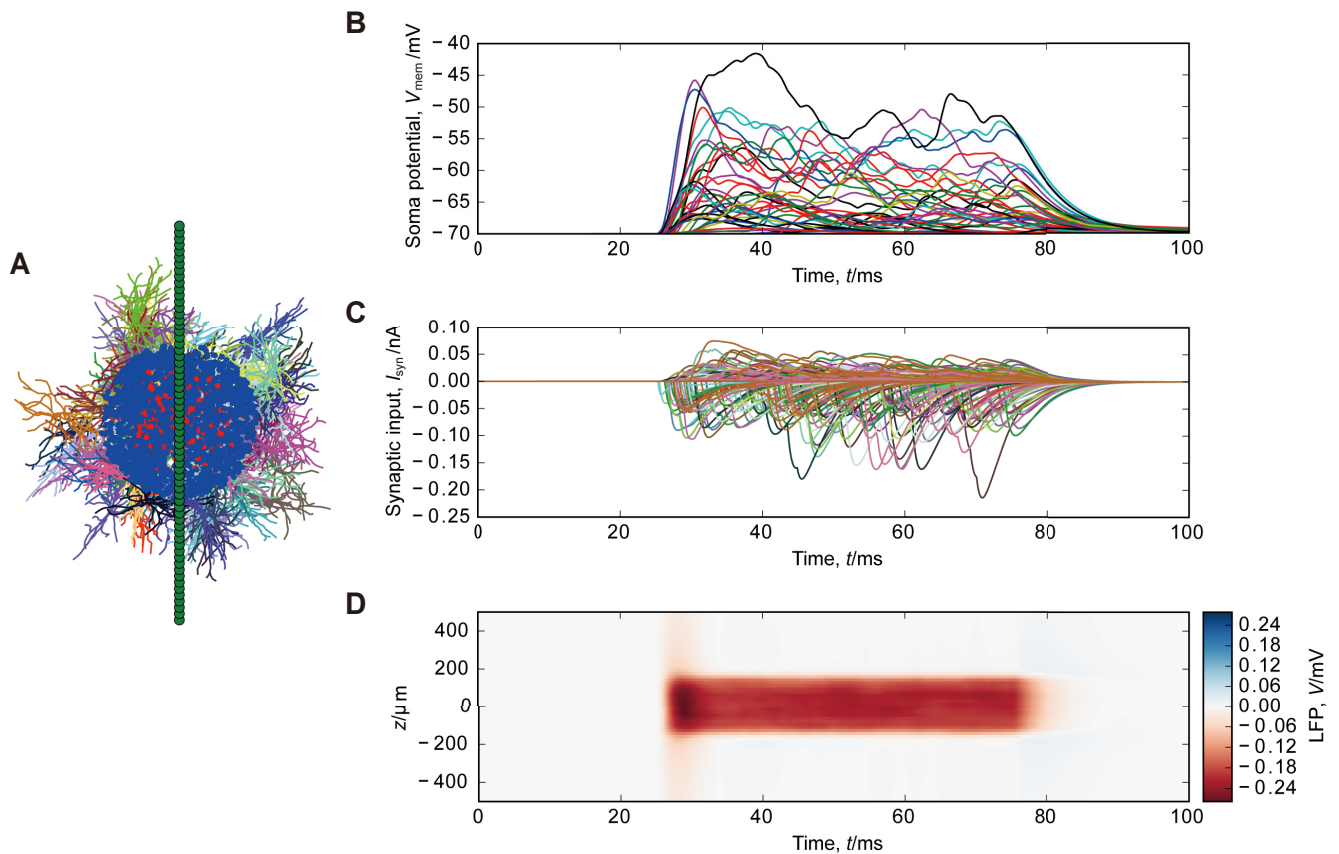 A
B
Soma potential, Vmem/mV
− 40
− 45
− 50
− 55
− 60
− 65
− 70
0 20 40 60 80 100
Time, t/ms
C
Synaptic input, Isyn/nA
0.10
0.05
0.00
− 0.05
− 0.10
− 0.15
− 0.20
− 0.25
0 20 40 60 80 100
Time, t/ms
D
z/µm
400
200
0
− 200
− 400
0 20 40 60 80 100
Time, t/ms
0.24
0.18
0.12
0.06
0.00
− 0.06
− 0.12
− 0.18
− 0.24
LFP, V/mV